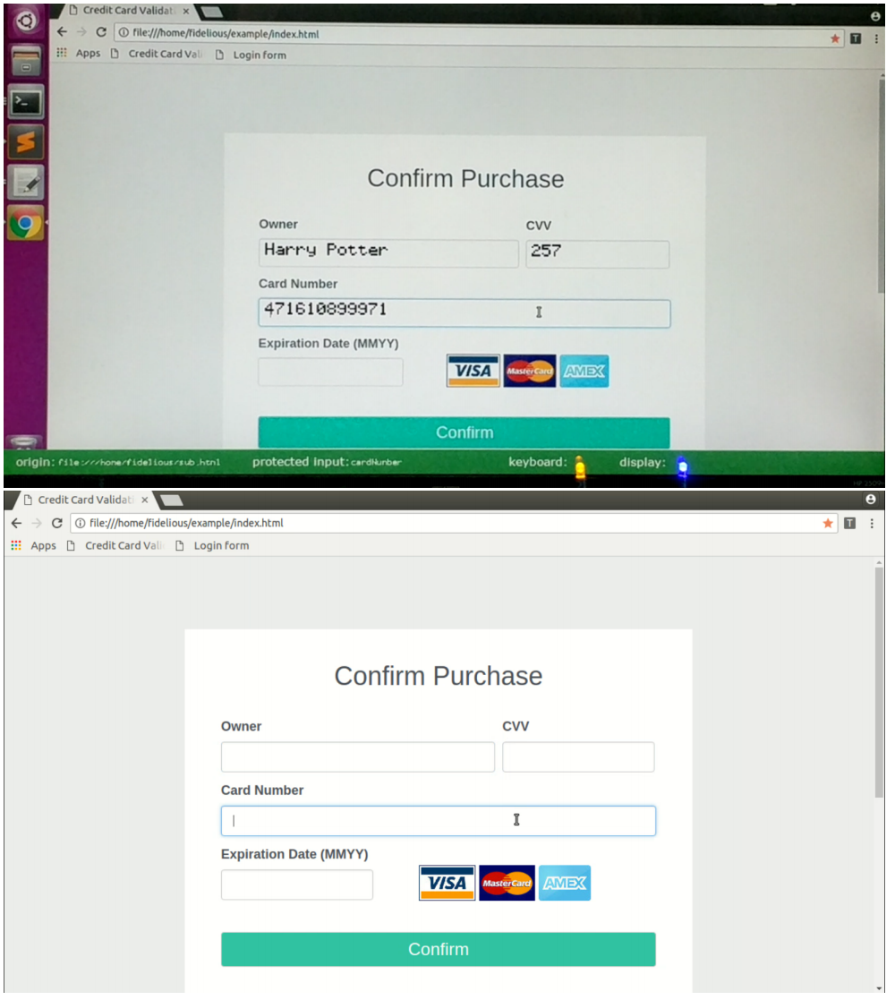 Credit Card Validati ×
file:///home/fidelious/example/index.html
Apps Credit Card Vali Login form
Confirm Purchase
Owner CVV
Harry Potter 257
Card Number
471610899971
Expiration Date (MMYY)
VISA MasterCard AMEX
Confirm
origin: file:///home/fidelious/sub.html protected input: cardNumber keyboard: display:
Credit Card Validati ×
file:///home/fidelious/example/index.html
Apps Credit Card Vali Login form
Confirm Purchase
Owner CVV
Card Number
Expiration Date (MMYY)
VISA MasterCard AMEX
Confirm